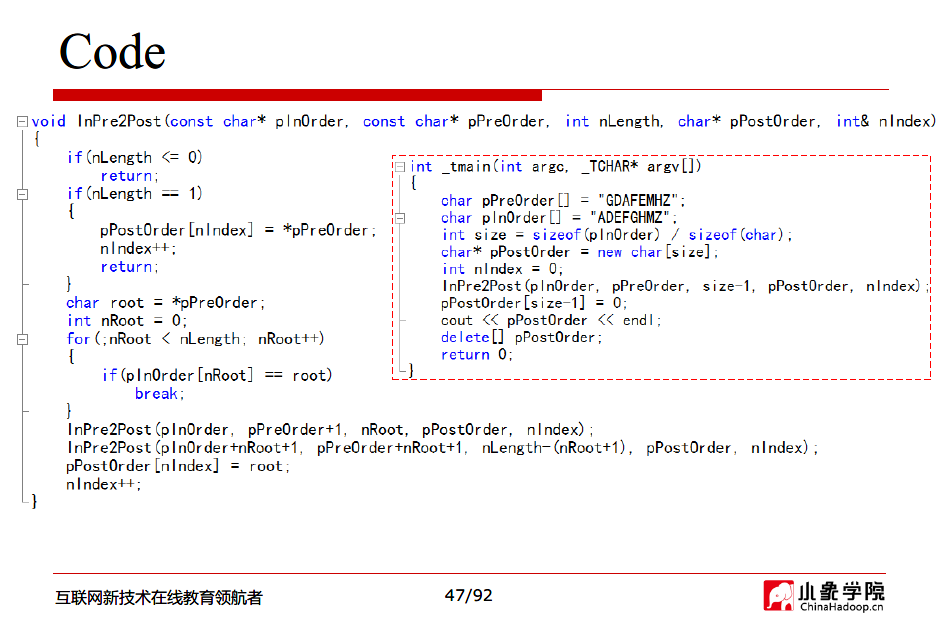 Code
void InPre2Post(const char* pInOrder, const char* pPreOrder, int nLength, char* pPostOrder, int& nIndex)
{
if(nLength <= 0)
return;
if(nLength == 1)
{
pPostOrder[nIndex] = *pPreOrder;
nIndex++;
return;
}
char root = *pPreOrder;
int nRoot = 0;
for(;nRoot < nLength; nRoot++)
{
if(pInOrder[nRoot] == root)
break;
}
InPre2Post(pInOrder, pPreOrder+1, nRoot, pPostOrder, nIndex);
InPre2Post(pInOrder+nRoot+1, pPreOrder+nRoot+1, nLength-(nRoot+1), pPostOrder, nIndex);
pPostOrder[nIndex] = root;
nIndex++;
}
int _tmain(int argc, _TCHAR* argv[])
{
char pPreOrder[] = "GDAFEMHZ";
char pInOrder[] = "ADEFGHMZ";
int size = sizeof(pInOrder) / sizeof(char);
char* pPostOrder = new char[size];
int nIndex = 0;
InPre2Post(pInOrder, pPreOrder, size-1, pPostOrder, nIndex);
pPostOrder[size-1] = 0;
cout << pPostOrder << endl;
delete[] pPostOrder;
return 0;
}
互联网新技术在线教育领航者
47/92
小象学院
ChinaHadoop.cn